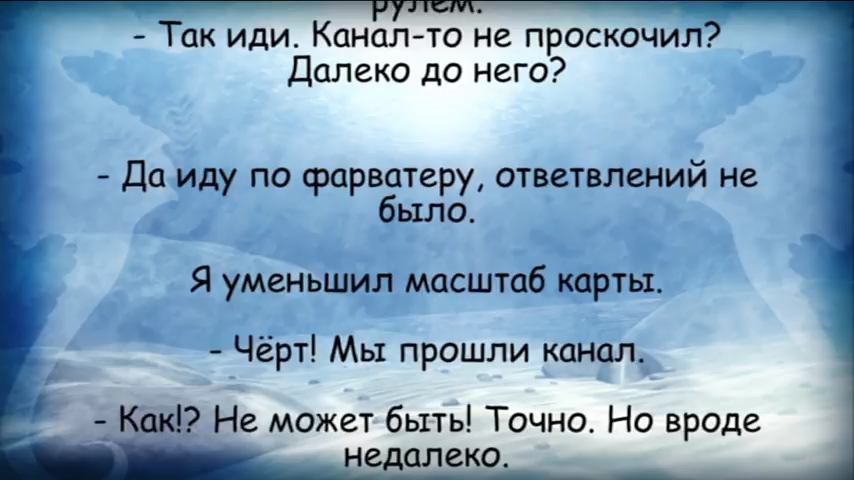 рулем.
- Так иди. Канал-то не проскочил?
Далеко до него?
- Да иду по фарватеру, ответвлений не
было.
Я уменьшил масштаб карты.
- Чёрт! Мы прошли канал.
- Как!? Не может быть! Точно. Но вроде
недалеко.